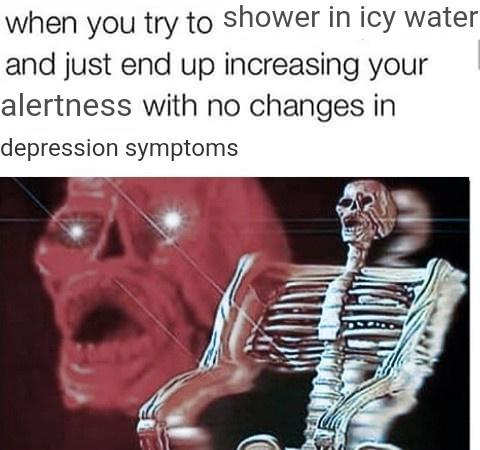 when you try to shower in icy water
and just end up increasing your
alertness with no changes in
depression symptoms